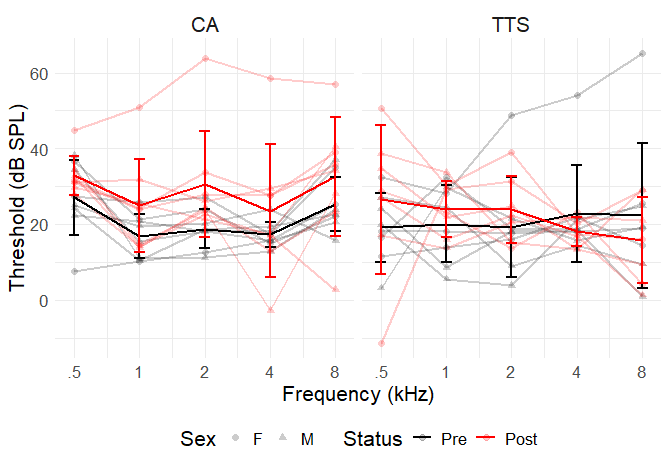 CA TTS
Threshold (dB SPL)
60
40
20
0
.5 1 2 4 8 .5 1 2 4 8
Frequency (kHz)
Sex F M Status Pre Post